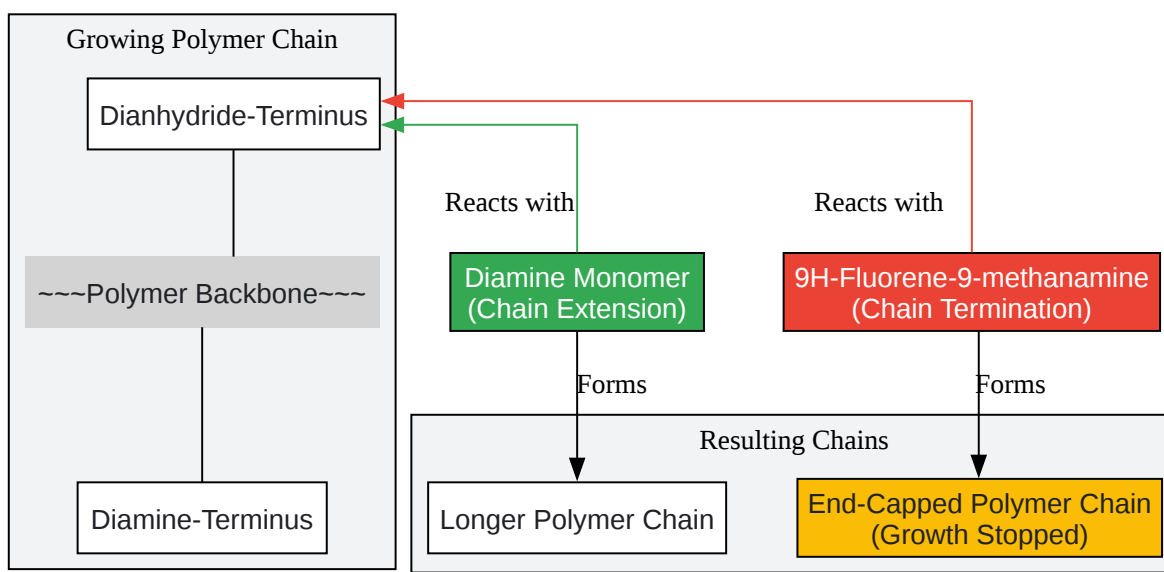 Growing Polymer Chain
Dianhydride-Terminus
~~~Polymer Backbone~~~
Diamine-Terminus
Reacts with
Reacts with
Diamine Monomer
(Chain Extension)
9H-Fluorene-9-methanamine
(Chain Termination)
Forms
Forms
Resulting Chains
Longer Polymer Chain
End-Capped Polymer Chain
(Growth Stopped)